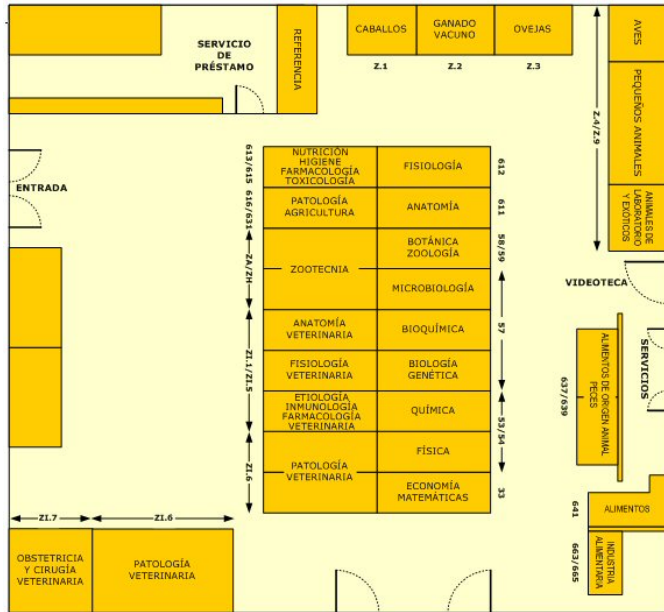 SERVICIO
DE
PRÉSTAMO
REFERENCIA
CABALLOS
GANADO
VACUNO
OVEJAS
Z.1
Z.2
Z.3
AVES
PEQUEÑOS ANIMALES
ANIMALES DE
LABORATORIO
Y EXÓTICOS
Z.4/Z.9
ENTRADA
613/615
NUTRICIÓN
HIGIENE
FARMACOLOGÍA
TOXICOLOGÍA
FISIOLOGÍA
612
616/631
PATOLOGÍA
AGRICULTURA
ANATOMÍA
611
ZA/ZH
ZOOTECNIA
BOTÁNICA
ZOOLOGÍA
58/59
MICROBIOLOGÍA
VIDEOTECA
ZI.1/ZI.5
ANATOMÍA
VETERINARIA
BIOQUÍMICA
57
FISIOLOGÍA
VETERINARIA
BIOLOGÍA
GENÉTICA
ETIOLOGÍA
INMUNOLOGÍA
FARMACOLOGÍA
VETERINARIA
QUÍMICA
53/54
637/639
ALIMENTOS DE ORIGEN ANIMAL
PECES
SERVICIOS
ZI.6
PATOLOGÍA
VETERINARIA
FÍSICA
ECONOMÍA
MATEMÁTICAS
33
641
ALIMENTOS
663/665
INDUSTRIA
ALIMENTARIA
ZI.7
ZI.6
OBSTETRICIA
Y CIRUGÍA
VETERINARIA
PATOLOGÍA
VETERINARIA